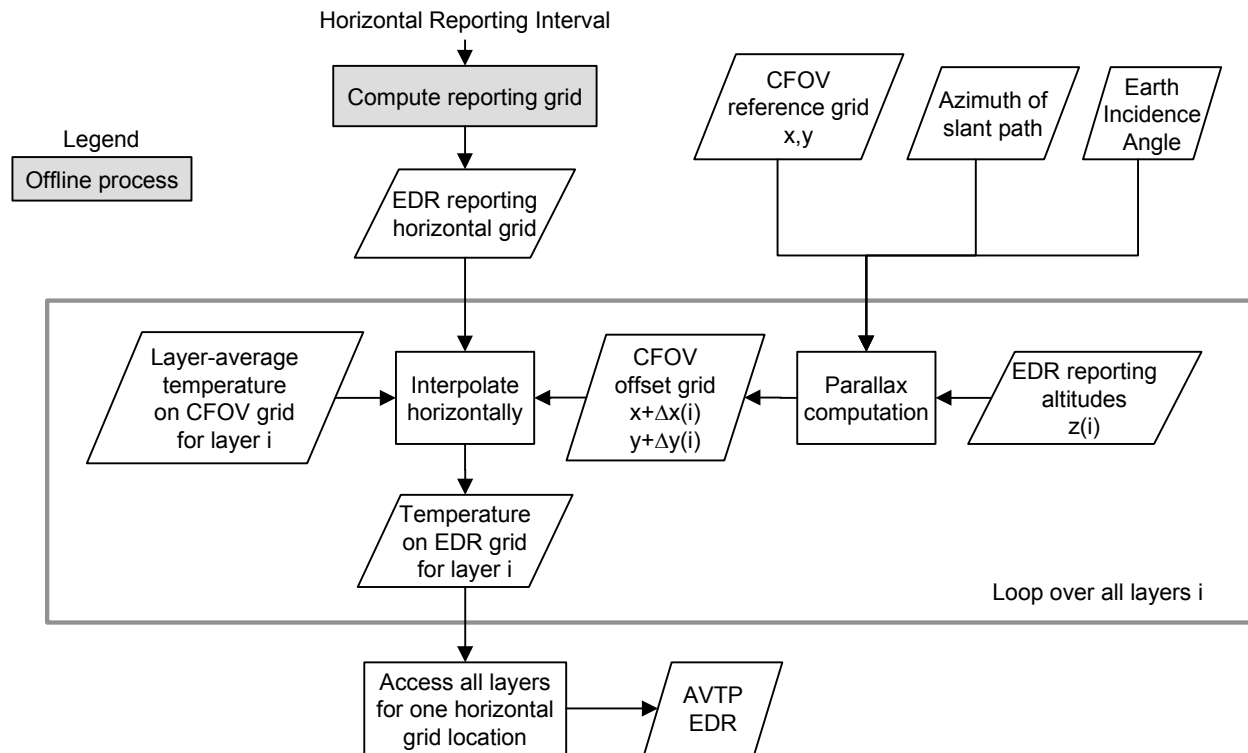 Horizontal Reporting Interval
Compute reporting grid
CFOV
reference grid
x,y
Azimuth of
slant path
Earth
Incidence
Angle
Legend
Offline process
EDR reporting
horizontal grid
Layer-average
temperature
on CFOV grid
for layer i
Interpolate
horizontally
CFOV
offset grid
x+Δx(i)
y+Δy(i)
Parallax
computation
EDR reporting
altitudes
z(i)
Temperature
on EDR grid
for layer i
Loop over all layers i
Access all layers
for one horizontal
grid location
AVTP
EDR